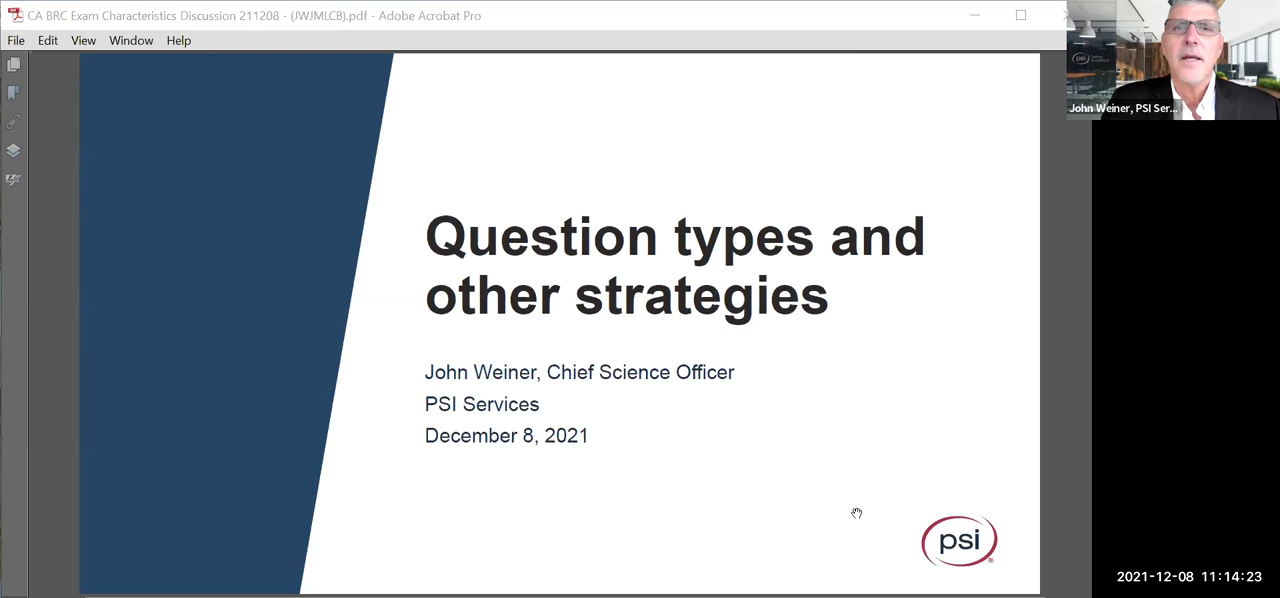 CA BRC Exam Characteristics Discussion 211208 - (JWJMLCB).pdf - Adobe Acrobat Pro
File Edit View Window Help
psi
John Weiner, PSI Ser...
Question types and
other strategies
John Weiner, Chief Science Officer
PSI Services
December 8, 2021
psi
2021-12-08 11:14:23